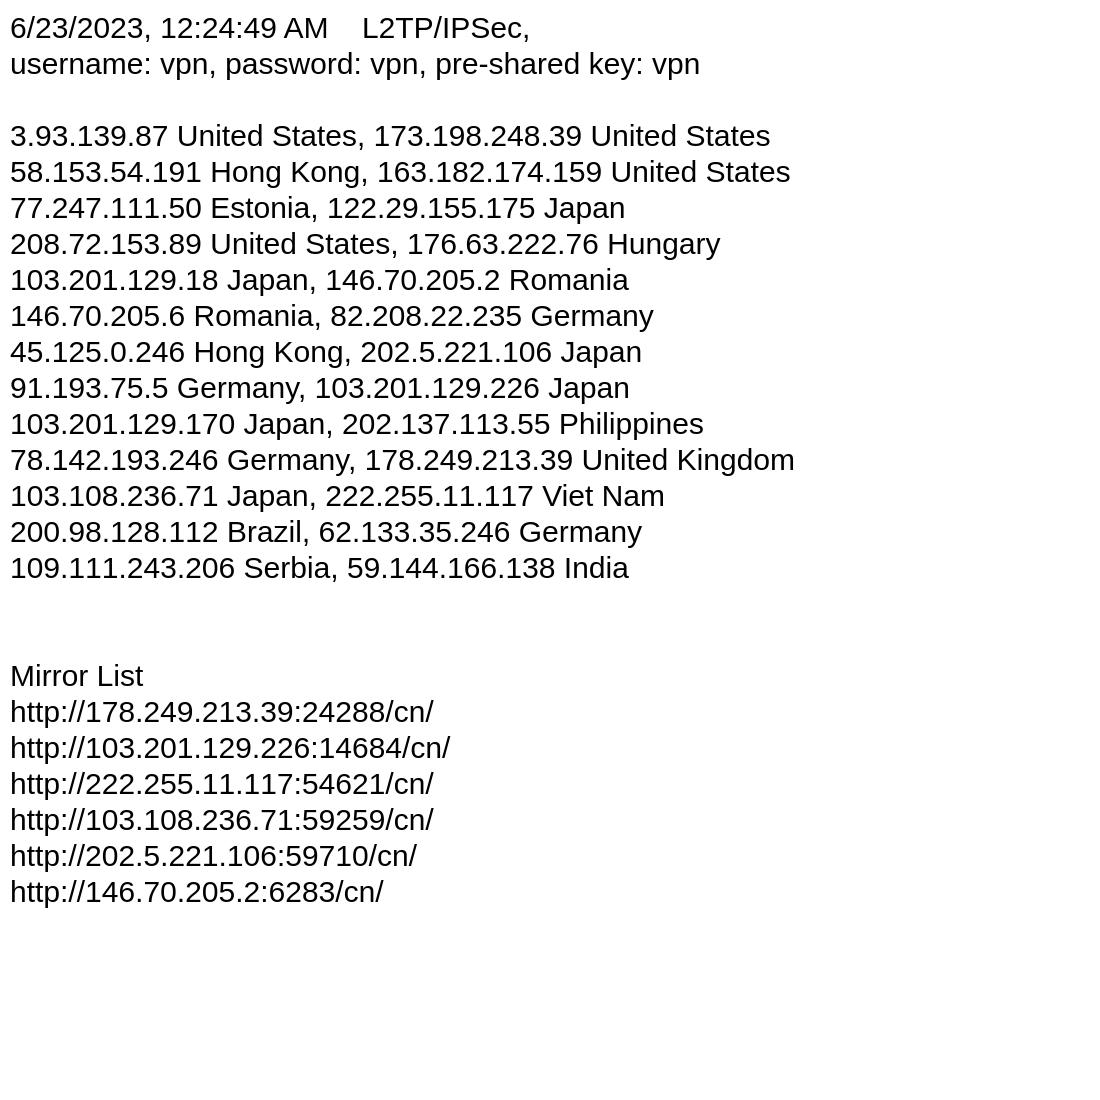 6/23/2023, 12:24:49 AM    L2TP/IPSec,
username: vpn, password: vpn, pre-shared key: vpn
3.93.139.87 United States, 173.198.248.39 United States
58.153.54.191 Hong Kong, 163.182.174.159 United States
77.247.111.50 Estonia, 122.29.155.175 Japan
208.72.153.89 United States, 176.63.222.76 Hungary
103.201.129.18 Japan, 146.70.205.2 Romania
146.70.205.6 Romania, 82.208.22.235 Germany
45.125.0.246 Hong Kong, 202.5.221.106 Japan
91.193.75.5 Germany, 103.201.129.226 Japan
103.201.129.170 Japan, 202.137.113.55 Philippines
78.142.193.246 Germany, 178.249.213.39 United Kingdom
103.108.236.71 Japan, 222.255.11.117 Viet Nam
200.98.128.112 Brazil, 62.133.35.246 Germany
109.111.243.206 Serbia, 59.144.166.138 India
Mirror List
http://178.249.213.39:24288/cn/
http://103.201.129.226:14684/cn/
http://222.255.11.117:54621/cn/
http://103.108.236.71:59259/cn/
http://202.5.221.106:59710/cn/
http://146.70.205.2:6283/cn/